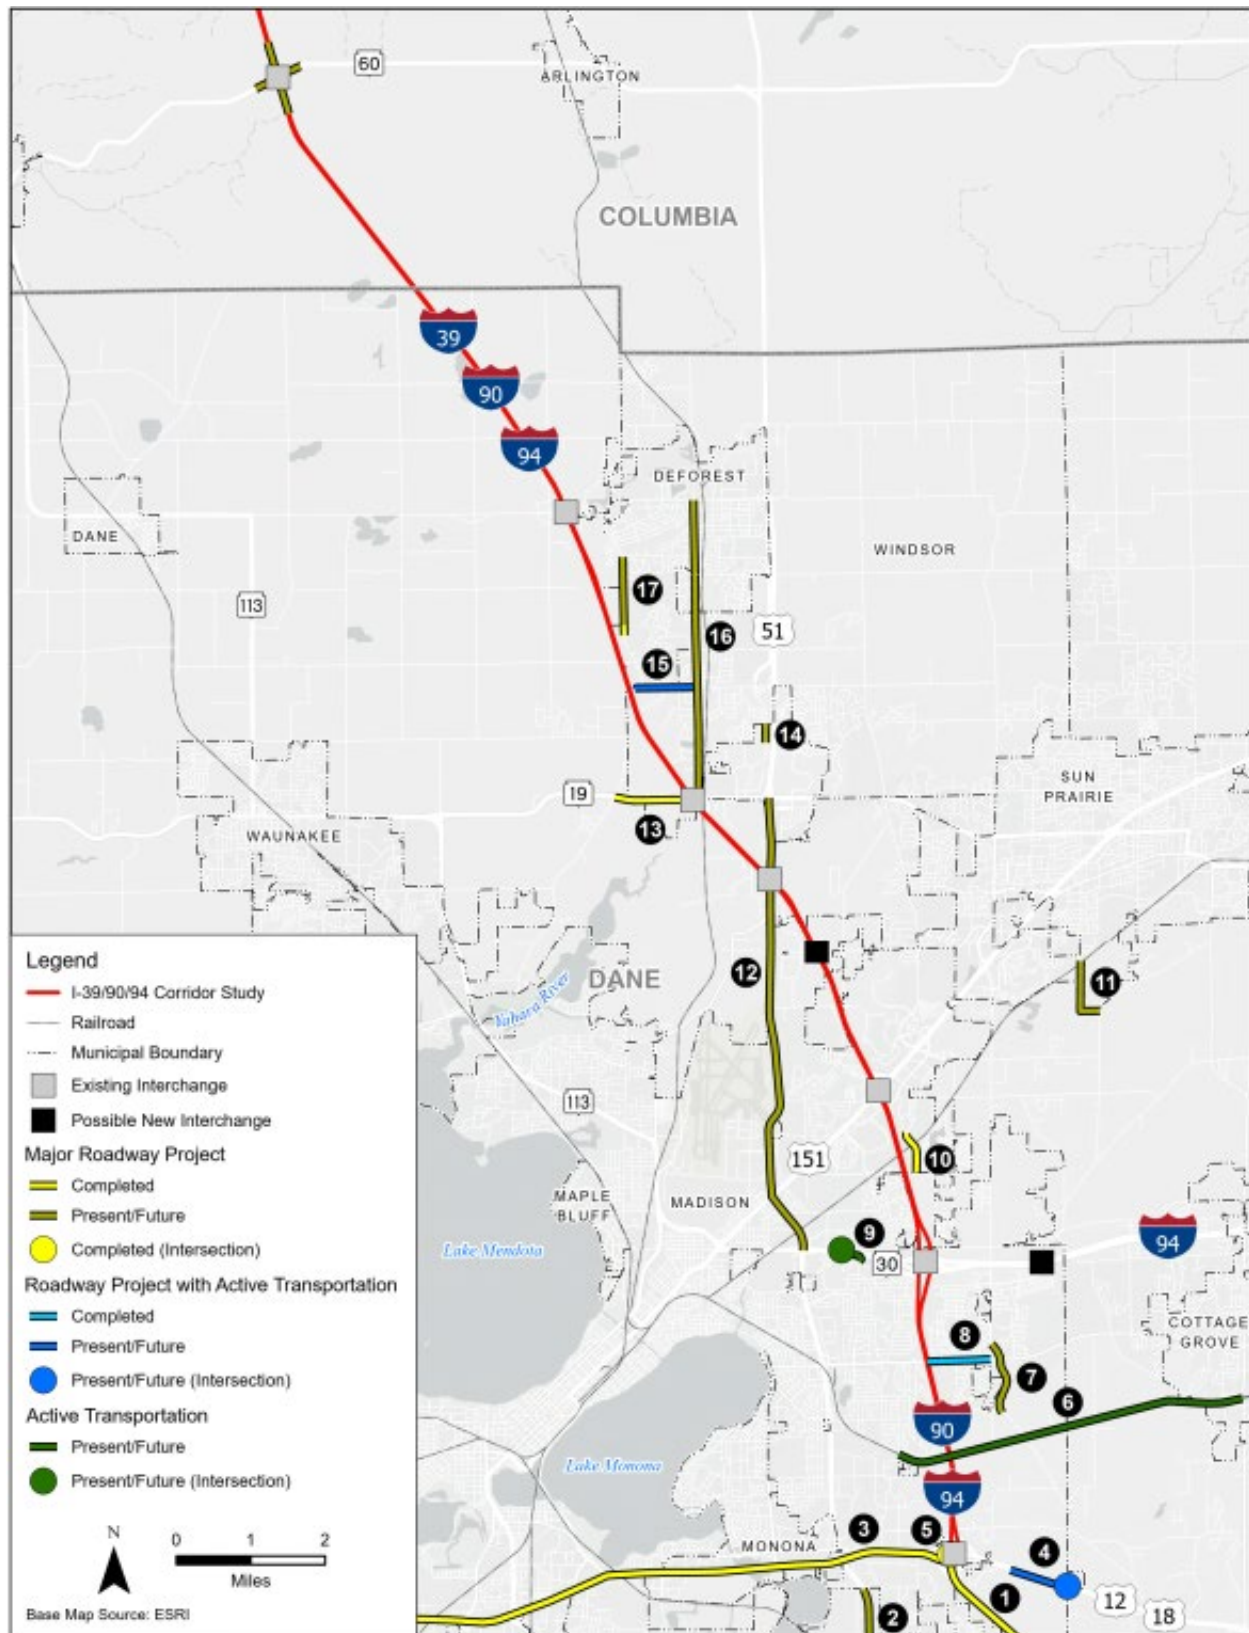 60
ARLINGTON
COLUMBIA
39
90
94
DEFOREST
DANE
WINDSOR
113
17
16
51
15
14
SUN
PRAIRIE
19
13
WAUNAKEE
12
DANE
Yahara River
11
113
151
10
MAPLE
BLUFF
MADISON
9
30
94
Lake Mendota
8
COTTAGE
GROVE
7
6
90
Lake Monona
94
3
5
MONONA
4
1
12
18
2
Legend
I-39/90/94 Corridor Study
Railroad
Municipal Boundary
Existing Interchange
Possible New Interchange
Major Roadway Project
Completed
Present/Future
Completed (Intersection)
Roadway Project with Active Transportation
Completed
Present/Future
Present/Future (Intersection)
Active Transportation
Present/Future
Present/Future (Intersection)
N
0 1 2
Miles
Base Map Source: ESRI